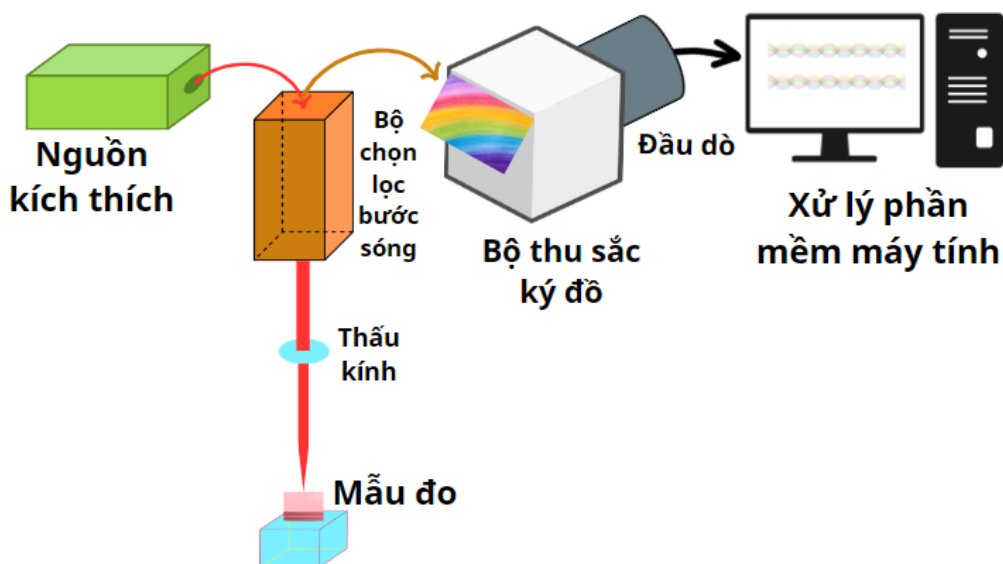 Nguồn
kích thích
Bộ
chọn
lọc
bước
sóng
Thấu
kính
Mẫu đo
Bộ thu sắc
ký đồ
Đầu dò
Xử lý phần
mềm máy tính